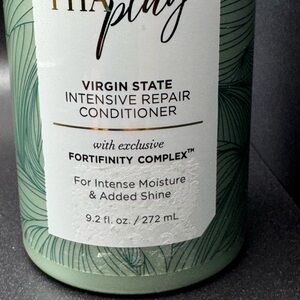 play
VIRGIN STATE
INTENSIVE REPAIR
CONDITIONER
with exclusive
FORTIFINITY COMPLEX™
For Intense Moisture
& Added Shine
9.2 fl. oz. / 272 mL